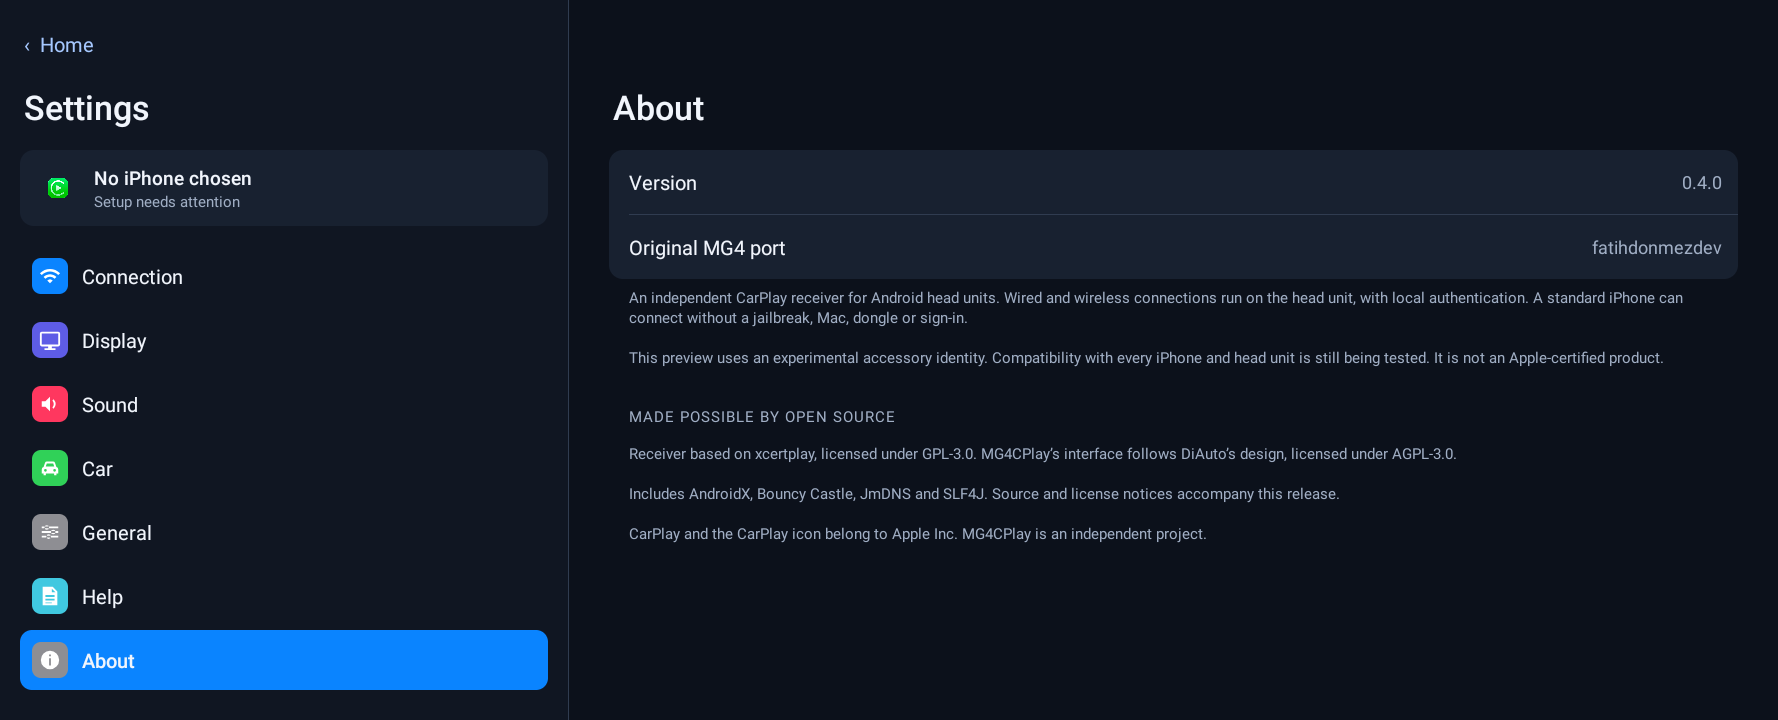 ‹ Home
Settings
No iPhone chosen
Setup needs attention
Connection
Display
Sound
Car
General
Help
About
About
Version 0.4.0
Original MG4 port fatihdonmezdev
An independent CarPlay receiver for Android head units. Wired and wireless connections run on the head unit, with local authentication. A standard iPhone can
connect without a jailbreak, Mac, dongle or sign-in.
This preview uses an experimental accessory identity. Compatibility with every iPhone and head unit is still being tested. It is not an Apple-certified product.
MADE POSSIBLE BY OPEN SOURCE
Receiver based on xcertplay, licensed under GPL-3.0. MG4CPlay’s interface follows DiAuto’s design, licensed under AGPL-3.0.
Includes AndroidX, Bouncy Castle, JmDNS and SLF4J. Source and license notices accompany this release.
CarPlay and the CarPlay icon belong to Apple Inc. MG4CPlay is an independent project.